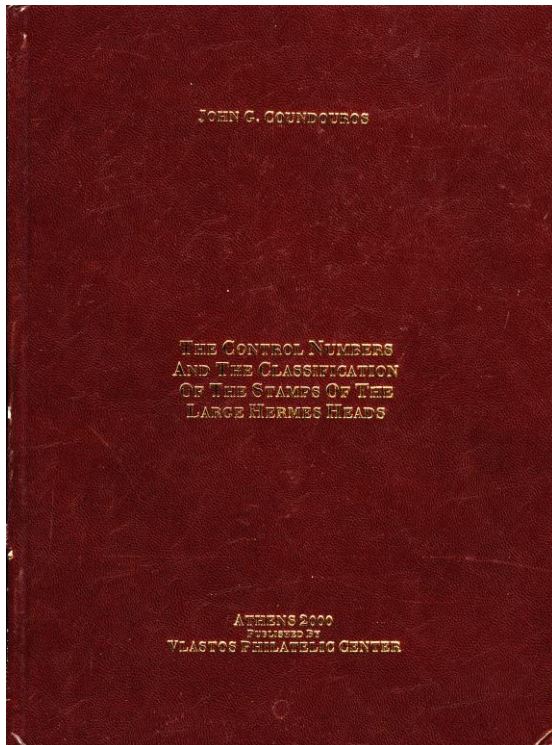 JOHN G. COUNDOUROS
THE CONTROL NUMBERS
AND THE CLASSIFICATION
OF THE STAMPS OF THE
LARGE HERMES HEADS
ATHENS 2000
PUBLISHED BY
VLASTOS PHILATELIC CENTER